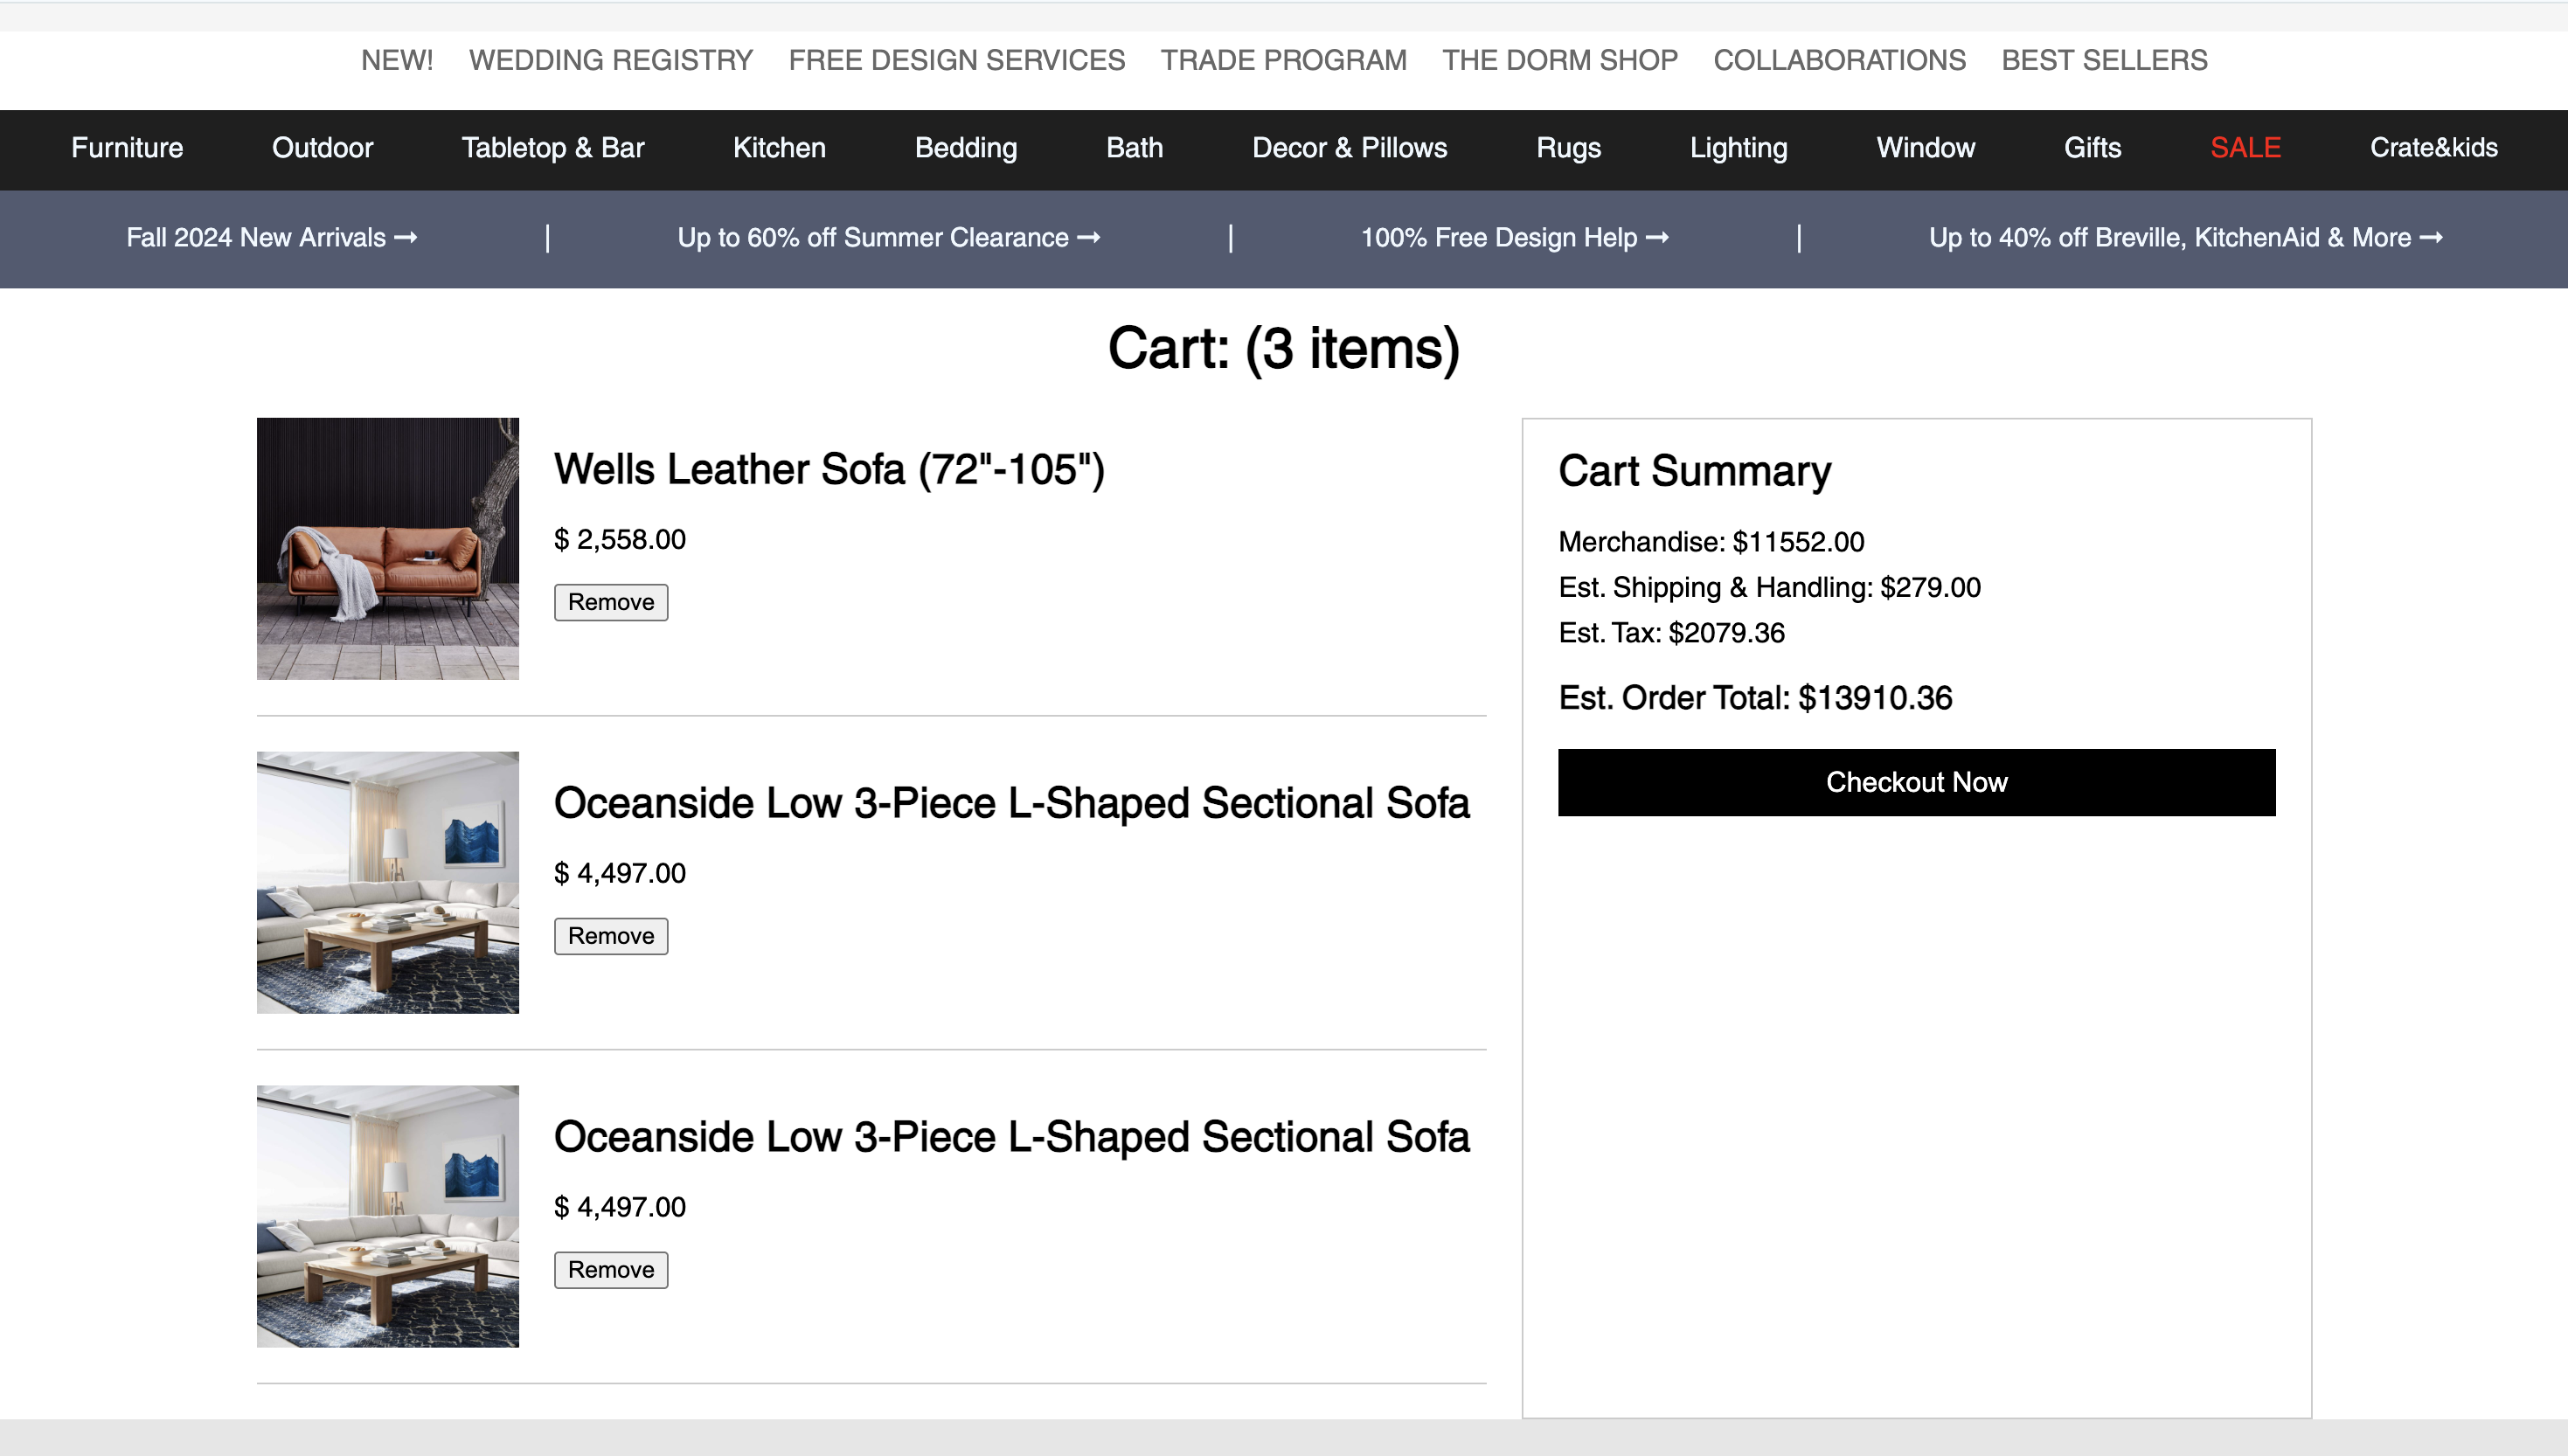 NEW! WEDDING REGISTRY FREE DESIGN SERVICES TRADE PROGRAM THE DORM SHOP COLLABORATIONS BEST SELLERS
Furniture Outdoor Tabletop & Bar Kitchen Bedding Bath Decor & Pillows Rugs Lighting Window Gifts SALE Crate&kids
Fall 2024 New Arrivals ➞ | Up to 60% off Summer Clearance ➞ | 100% Free Design Help ➞ | Up to 40% off Breville, KitchenAid & More ➞
Cart: (3 items)
Wells Leather Sofa (72"-105")
$ 2,558.00
Remove
Oceanside Low 3-Piece L-Shaped Sectional Sofa
$ 4,497.00
Remove
Oceanside Low 3-Piece L-Shaped Sectional Sofa
$ 4,497.00
Remove
Cart Summary
Merchandise: $11552.00
Est. Shipping & Handling: $279.00
Est. Tax: $2079.36
Est. Order Total: $13910.36
Checkout Now